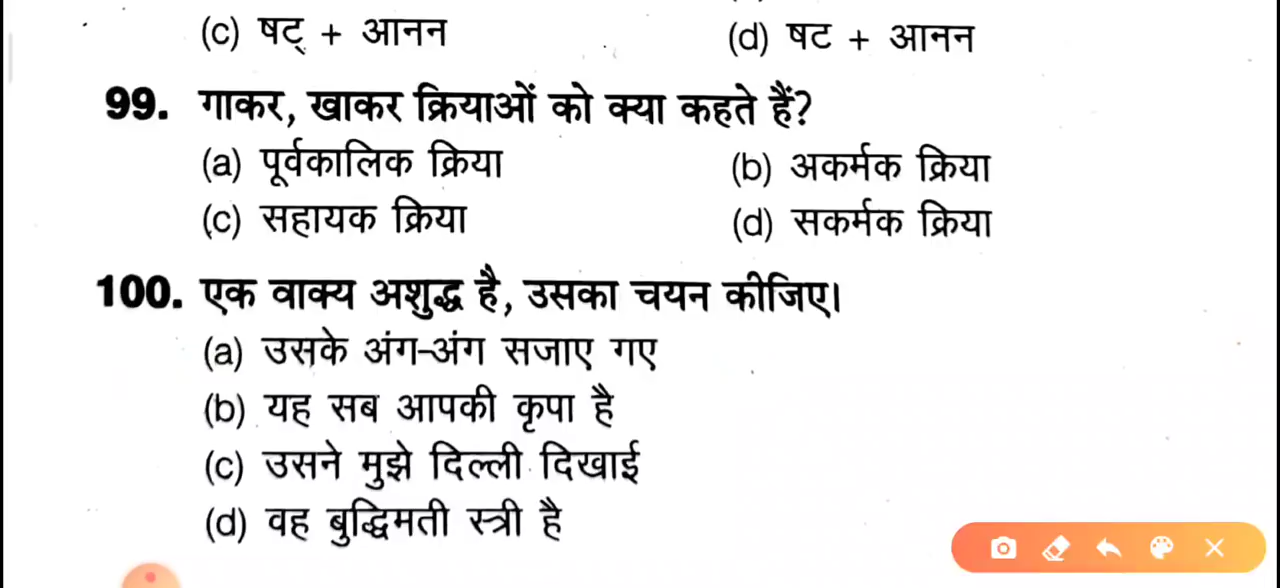 (c) षट् + आनन (d) षट + आनन
99. गाकर, खाकर क्रियाओं को क्या कहते हैं?
(a) पूर्वकालिक क्रिया (b) अकर्मक क्रिया
(c) सहायक क्रिया (d) सकर्मक क्रिया
100. एक वाक्य अशुद्ध है, उसका चयन कीजिए।
(a) उसके अंग-अंग सजाए गए
(b) यह सब आपकी कृपा है
(c) उसने मुझे दिल्ली दिखाई
(d) वह बुद्धिमती स्त्री है